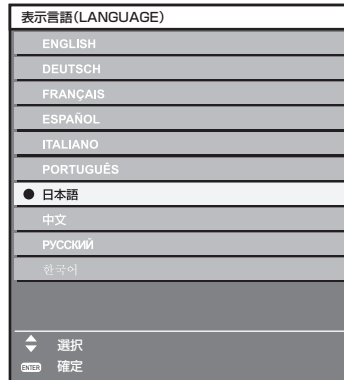 表示言語(LANGUAGE)
ENGLISH
DEUTSCH
FRANÇAIS
ESPAÑOL
ITALIANO
PORTUGUÊS
日本語
中文
РУССКИЙ
한국어
選択
ENTER 確定